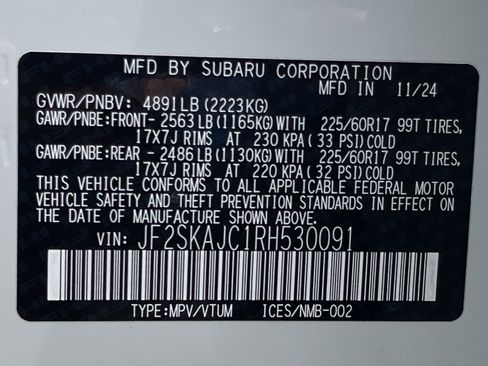 MFD BY SUBARU CORPORATION
MFD IN 11/24
GVWR/PNBV: 4891LB(2223KG)
GAWR/PNBE:FRONT- 2563LB(1165KG)WITH 225/60R17 99T TIRES,
17X7J RIMS AT 230 KPA(33 PSI)COLD
GAWR/PNBE:REAR - 2486LB(1130KG)WITH 225/60R17 99T TIRES,
17X7J RIMS AT 220 KPA(32 PSI)COLD
THIS VEHICLE CONFORMS TO ALL APPLICABLE FEDERAL MOTOR
VEHICLE SAFETY AND THEFT PREVENTION STANDARDS IN EFFECT
ON THE DATE OF MANUFACTURE SHOWN ABOVE.
VIN: JF2SKAJC1RH530091
TYPE:MPV/VTUM ICES/NMB-002